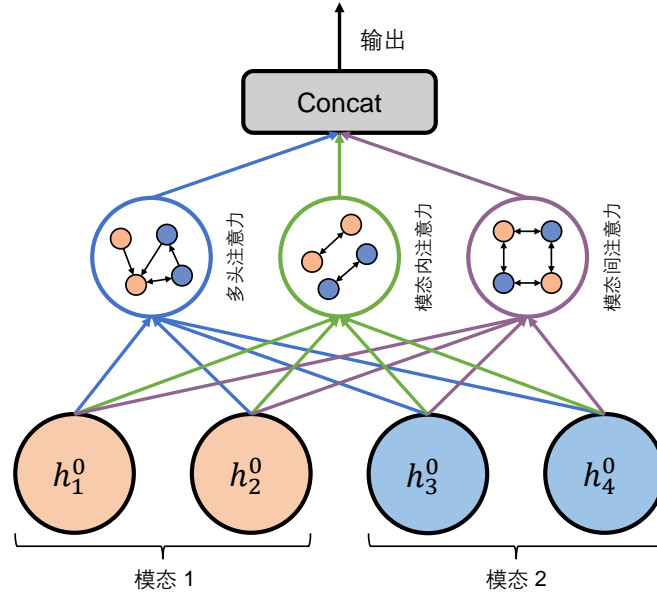 输出
Concat
多头注意力
模态内注意力
模态间注意力
$h_1^0$
$h_2^0$
$h_3^0$
$h_4^0$
模态 1
模态 2